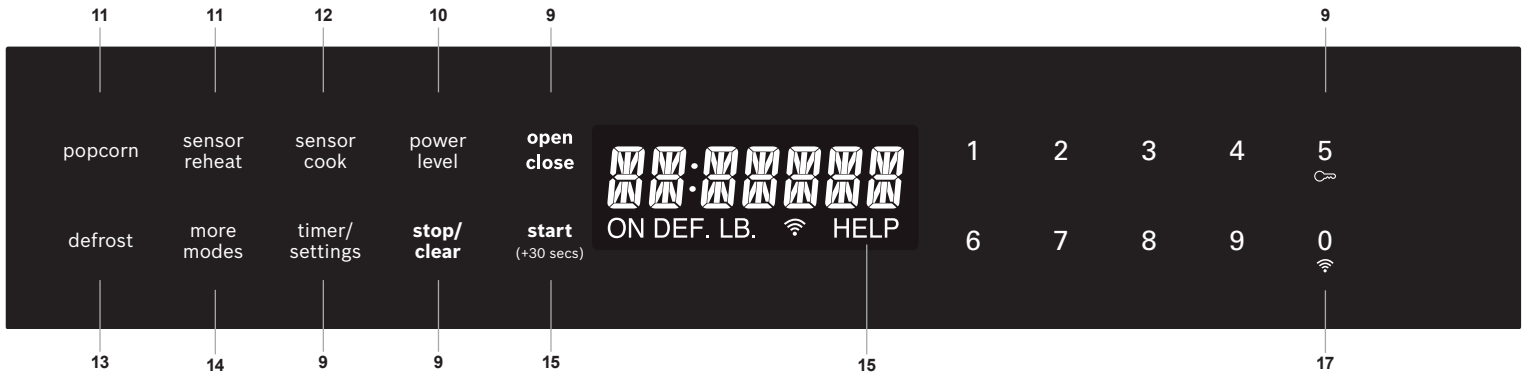 11 11 12 10 9 9
popcorn
sensor
reheat
sensor
cook
power
level
open
close
1 2 3 4 5
defrost
more
modes
timer/
settings
stop/
clear
start
(+30 secs)
ON DEF. LB. HELP
6 7 8 9 0
13 14 9 9 15 15 17